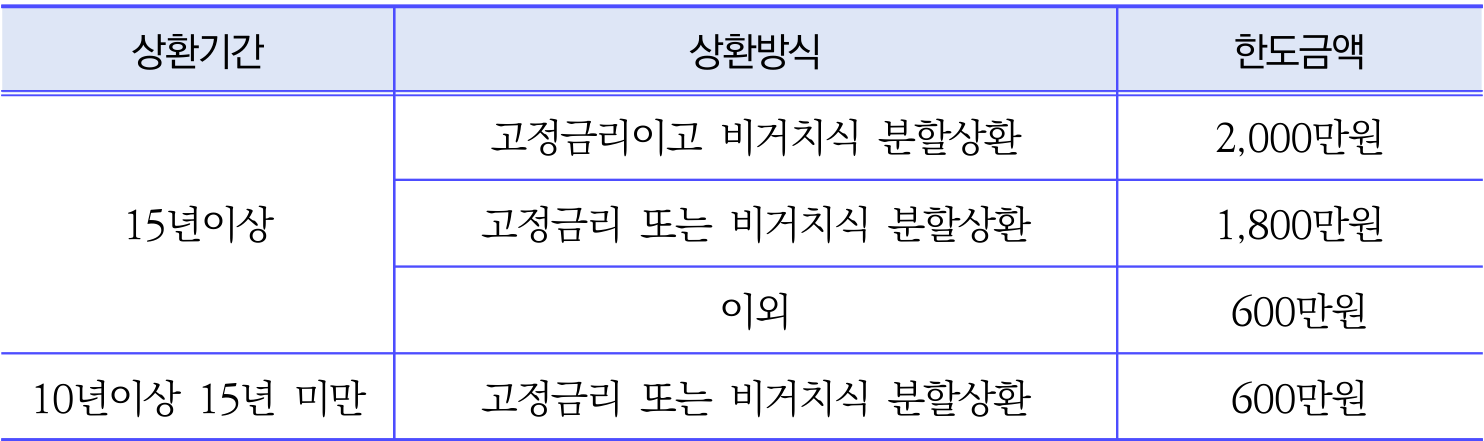 상환기간 상환방식 한도금액
고정금리이고 비거치식 분할상환 2,000만원
15년이상 고정금리 또는 비거치식 분할상환 1,800만원
이외 600만원
10년이상 15년 미만 고정금리 또는 비거치식 분할상환 600만원